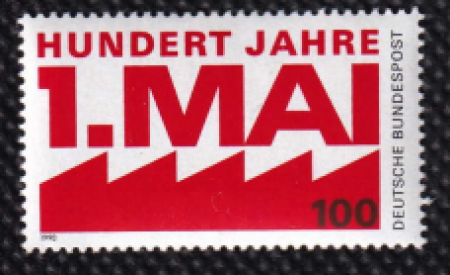 HUNDERT JAHRE
1.MAI
100
DEUTSCHE BUNDESPOST
1990